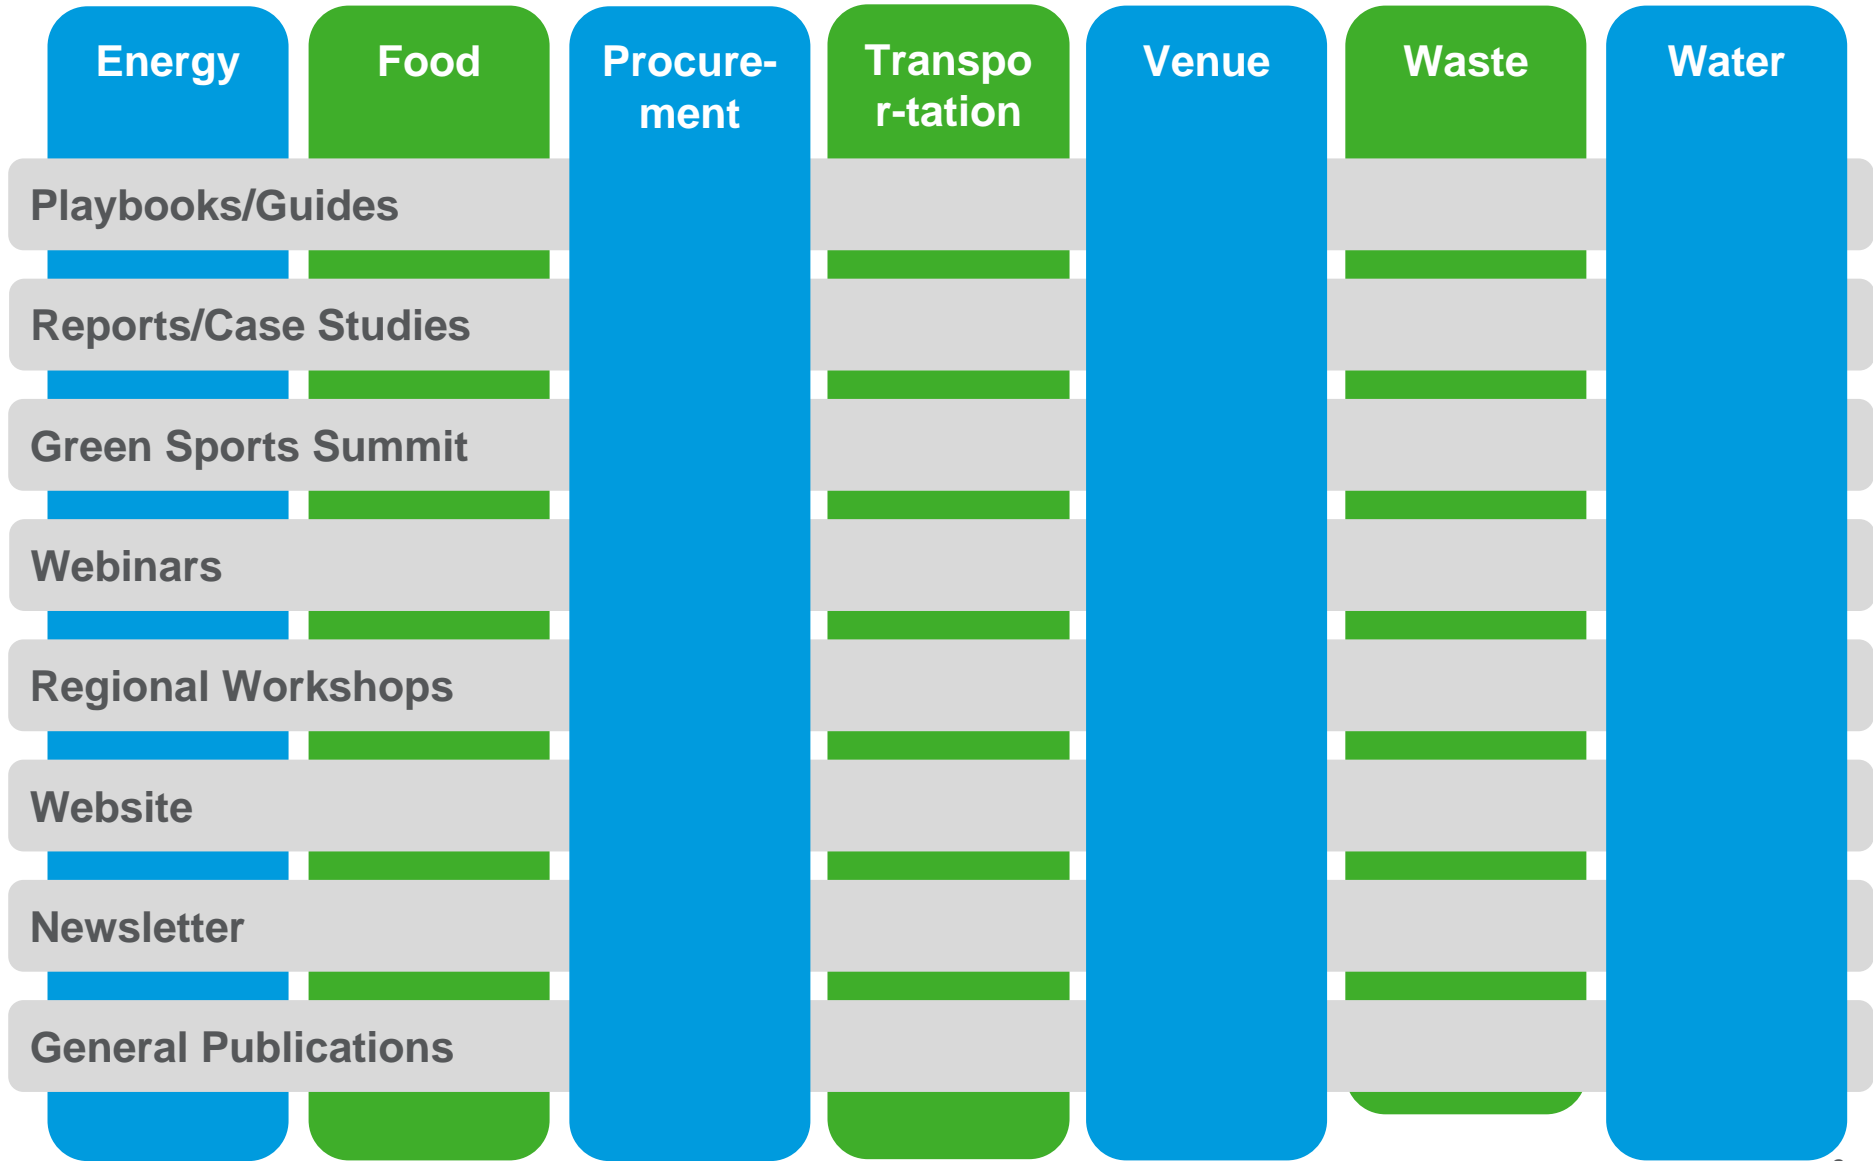 Energy
Food
Procure-
ment
Transpo
r-tation
Venue
Waste
Water
Playbooks/Guides
Reports/Case Studies
Green Sports Summit
Webinars
Regional Workshops
Website
Newsletter
General Publications